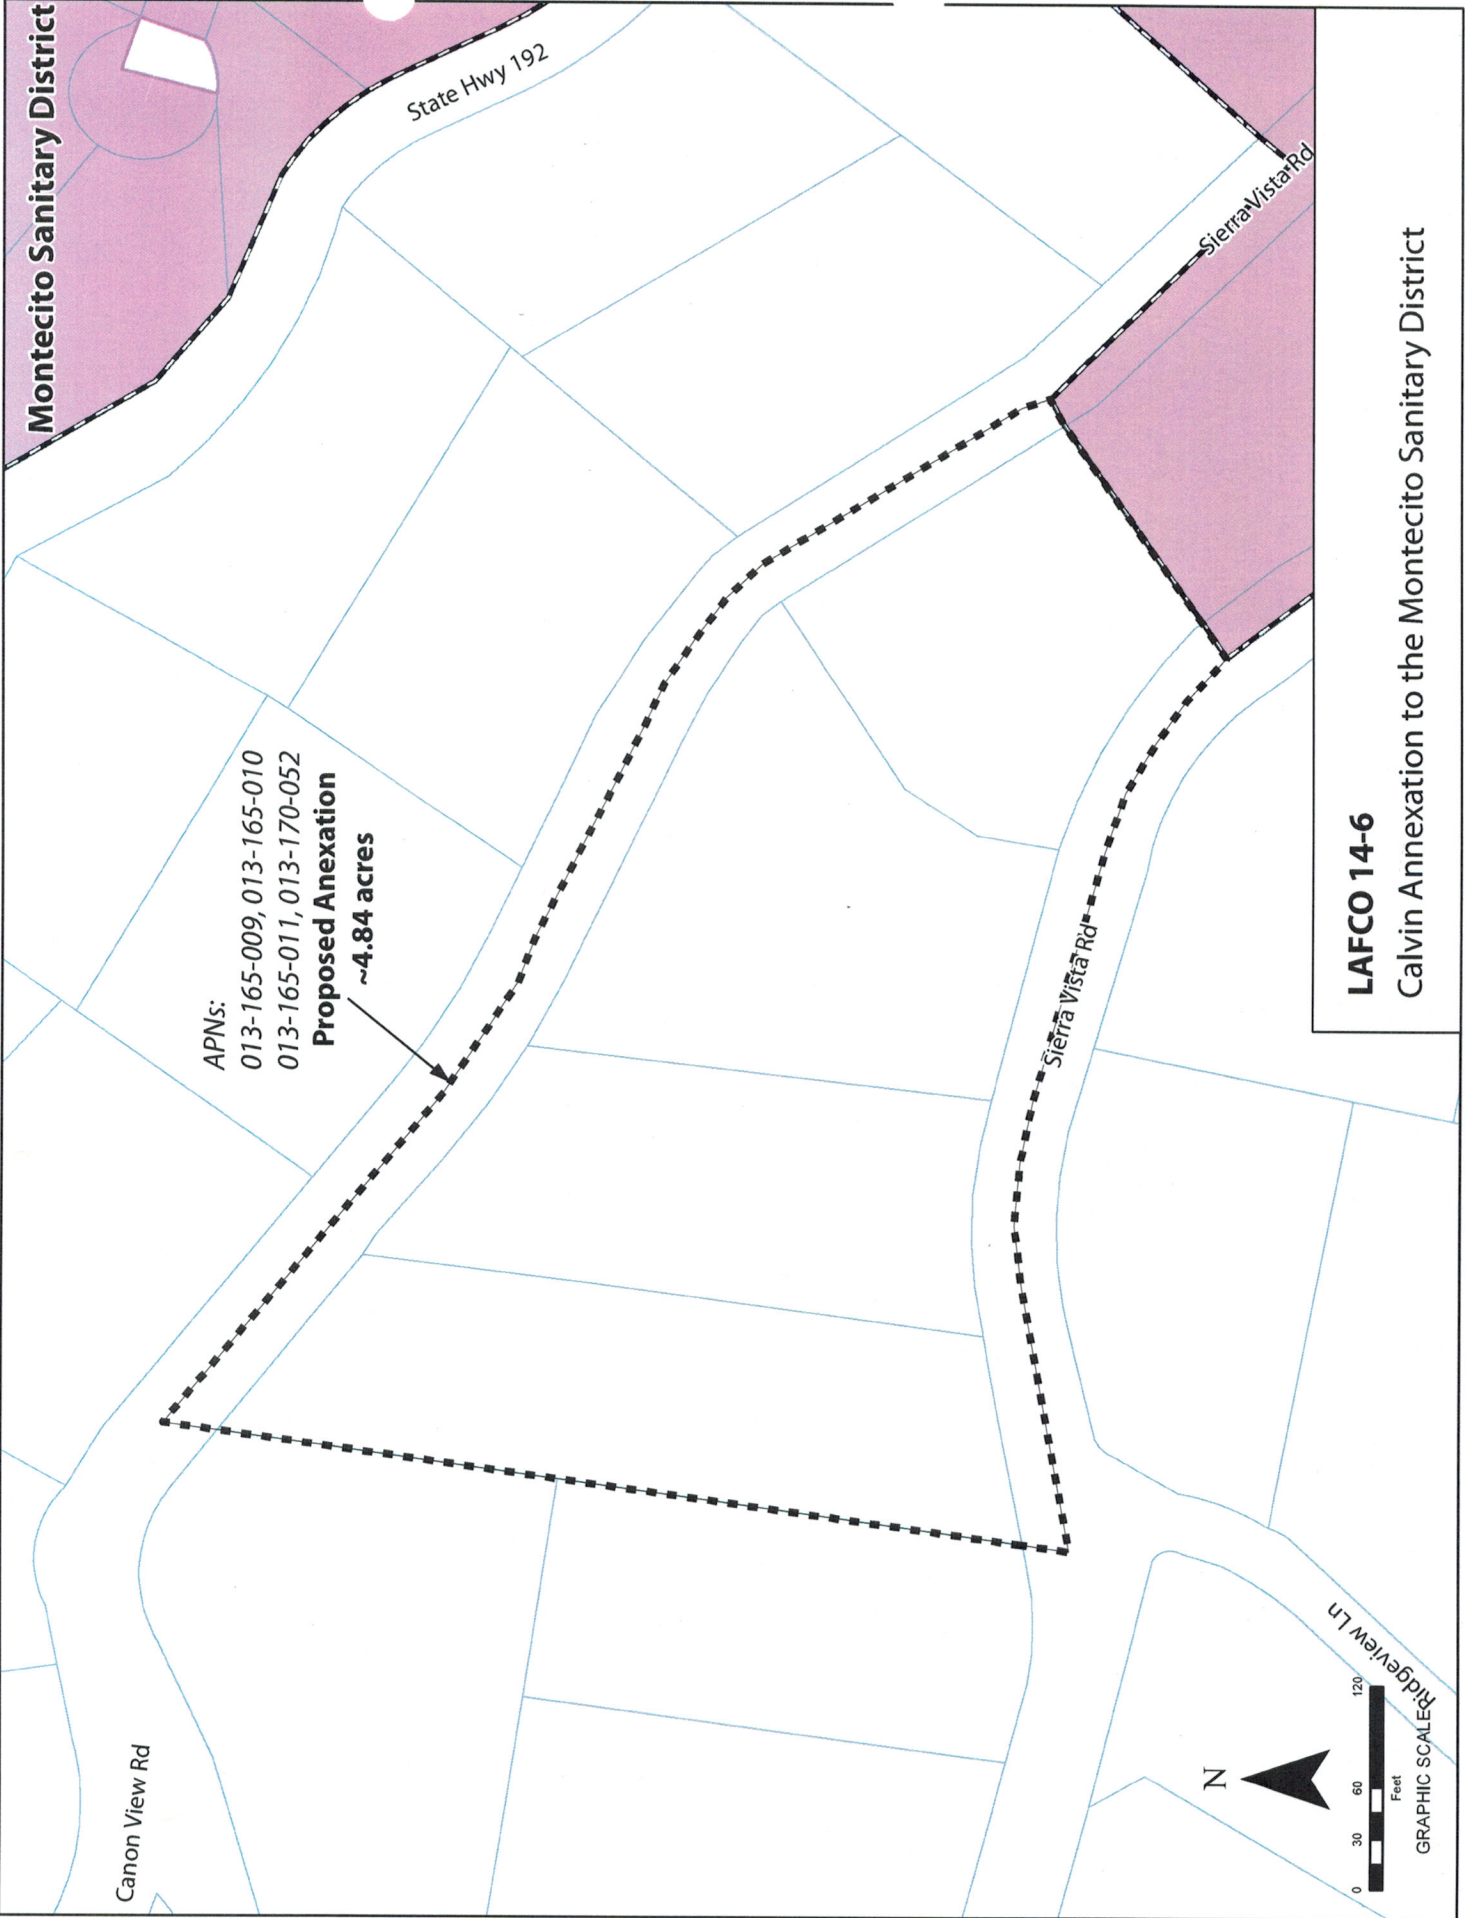 Montecito Sanitary District
State Hwy 192
Sierra Vista Rd
APNs:
013-165-009, 013-165-010
013-165-011, 013-170-052
Proposed Anexation
~4.84 acres
Sierra Vista Rd
Canon View Rd
Ridgeview Ln
N
0 30 60 120
Feet
GRAPHIC SCALE
LAFCO 14-6
Calvin Annexation to the Montecito Sanitary District